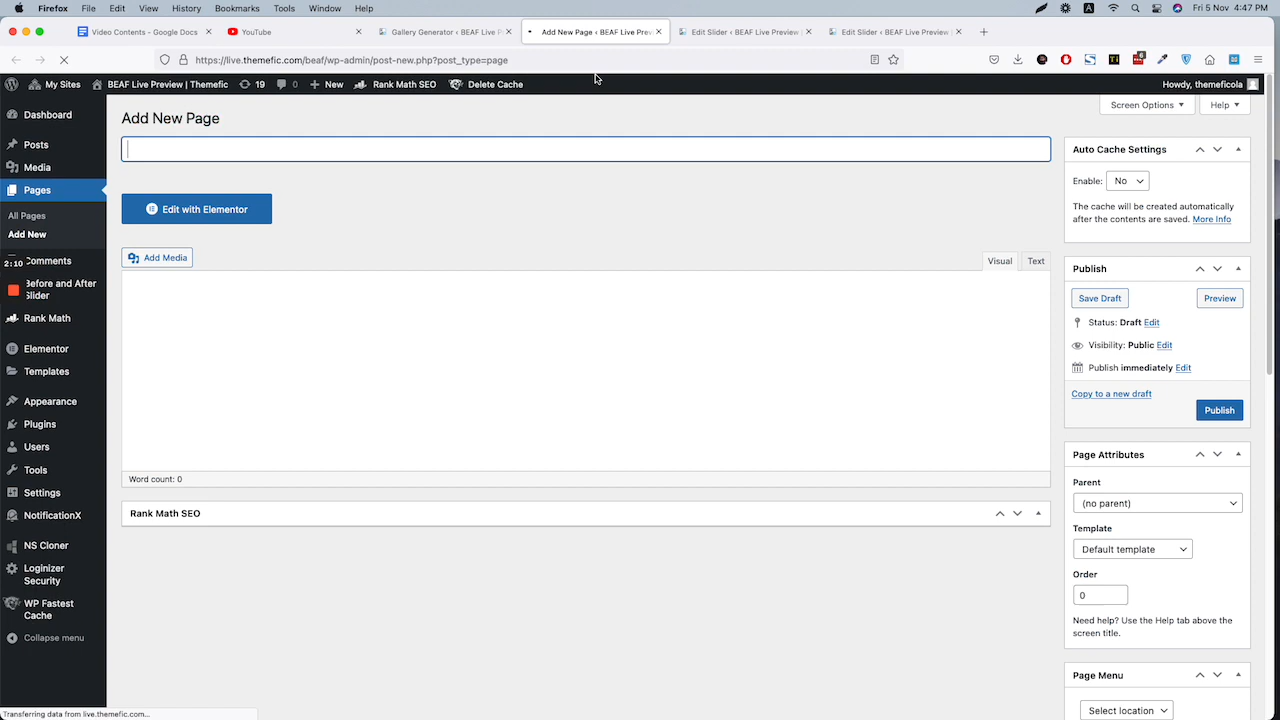 Firefox File Edit View History Bookmarks Tools Window Help
Fri 5 Nov 4:47 PM
Video Contents - Google Docs
YouTube
Gallery Generator ‹ BEAF Live P
Add New Page ‹ BEAF Live Prev
Edit Slider ‹ BEAF Live Preview
Edit Slider ‹ BEAF Live Preview
https://live.themefic.com/beaf/wp-admin/post-new.php?post_type=page
My Sites
BEAF Live Preview | Themefic
19
0
New
Rank Math SEO
Delete Cache
Howdy, themeficola
Dashboard
Posts
Media
Pages
All Pages
Add New
2:10
omments
Before and After
Slider
Rank Math
Elementor
Templates
Appearance
Plugins
Users
Tools
Settings
NotificationX
NS Cloner
Loginizer
Security
WP Fastest
Cache
Collapse menu
Transferring data from live.themefic.com...
Screen Options
Help
Add New Page
Edit with Elementor
Add Media
Visual
Text
Word count: 0
Rank Math SEO
Auto Cache Settings
Enable: No
The cache will be created automatically
after the contents are saved. More Info
Publish
Save Draft
Preview
Status: Draft Edit
Visibility: Public Edit
Publish immediately Edit
Copy to a new draft
Publish
Page Attributes
Parent
(no parent)
Template
Default template
Order
0
Need help? Use the Help tab above the
screen title.
Page Menu
Select location